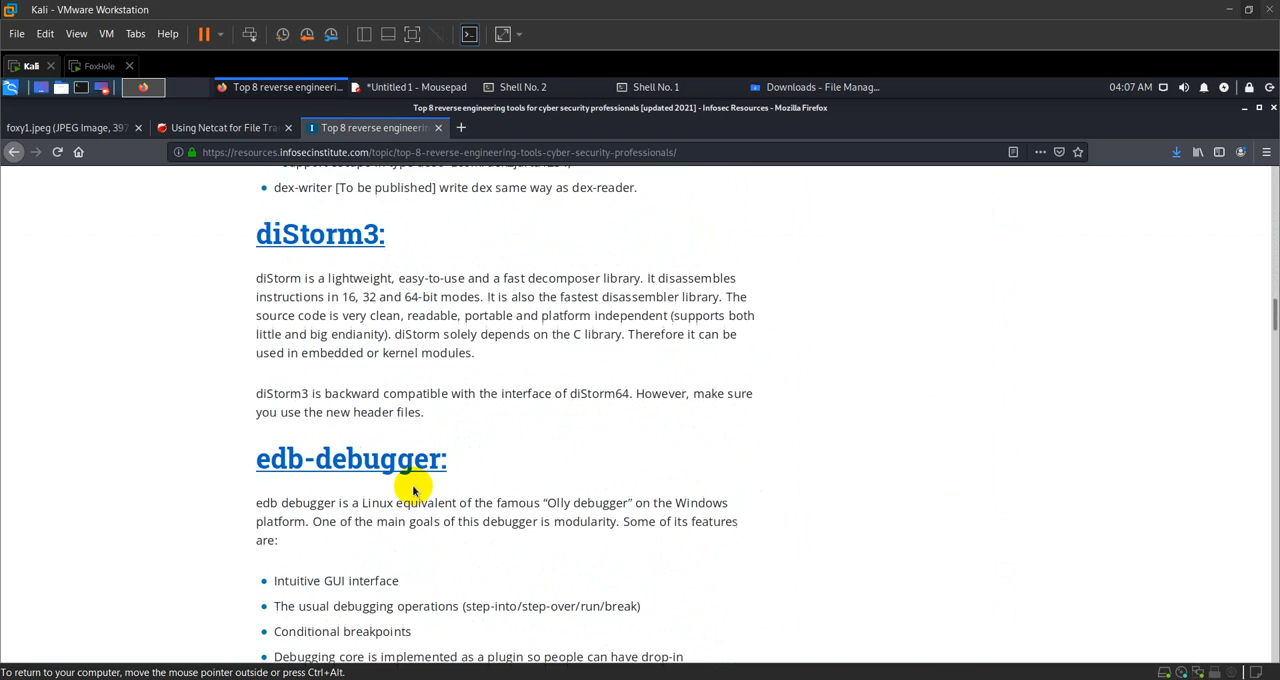 Kali - VMware Workstation
File Edit View VM Tabs Help
Kali FoxHole
Top 8 reverse engineeri... *Untitled 1 - Mousepad Shell No. 2 Shell No. 1 Downloads - File Manag... 04:07 AM
Top 8 reverse engineering tools for cyber security professionals [updated 2021] - Infosec Resources - Mozilla Firefox
foxy1.jpeg (JPEG Image, 397 Using Netcat for File Tra Top 8 reverse engineerin
https://resources.infosecinstitute.com/topic/top-8-reverse-engineering-tools-cyber-security-professionals/
dex-writer [To be published] write dex same way as dex-reader.
diStorm3:
diStorm is a lightweight, easy-to-use and a fast decomposer library. It disassembles
instructions in 16, 32 and 64-bit modes. It is also the fastest disassembler library. The
source code is very clean, readable, portable and platform independent (supports both
little and big endianity). diStorm solely depends on the C library. Therefore it can be
used in embedded or kernel modules.
diStorm3 is backward compatible with the interface of diStorm64. However, make sure
you use the new header files.
edb-debugger:
edb debugger is a Linux equivalent of the famous “Olly debugger” on the Windows
platform. One of the main goals of this debugger is modularity. Some of its features
are:
Intuitive GUI interface
The usual debugging operations (step-into/step-over/run/break)
Conditional breakpoints
Debugging core is implemented as a plugin so people can have drop-in
To return to your computer, move the mouse pointer outside or press Ctrl+Alt.